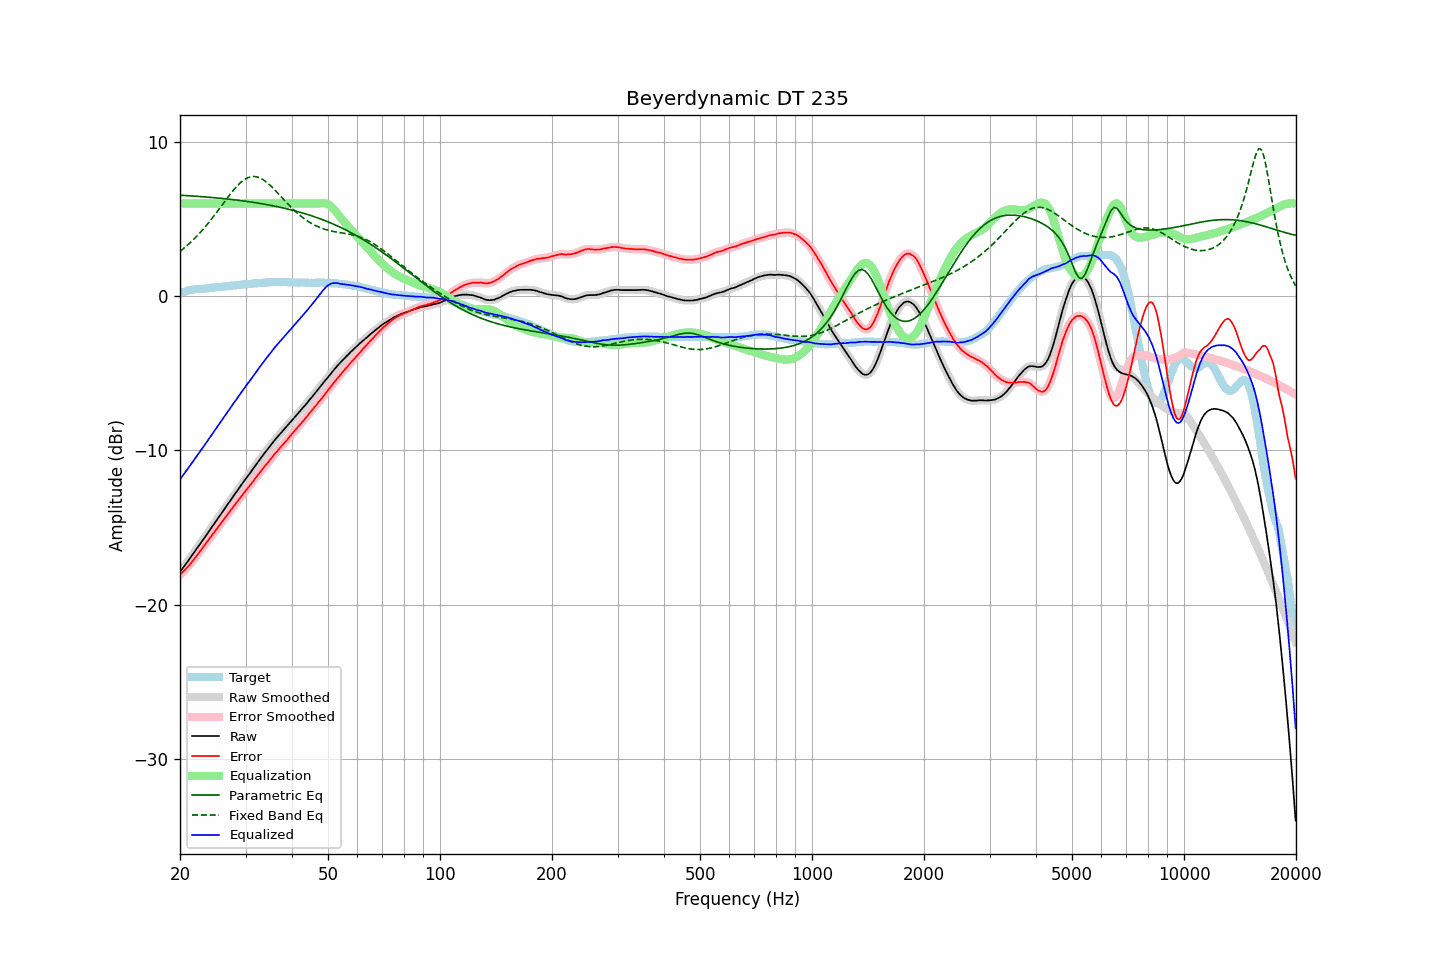 Beyerdynamic DT 235
Amplitude (dBr)
10
0
−10
−20
−30
Target
Raw Smoothed
Error Smoothed
Raw
Error
Equalization
Parametric Eq
Fixed Band Eq
Equalized
20
50
100
200
500
1000
2000
5000
10000
20000
Frequency (Hz)